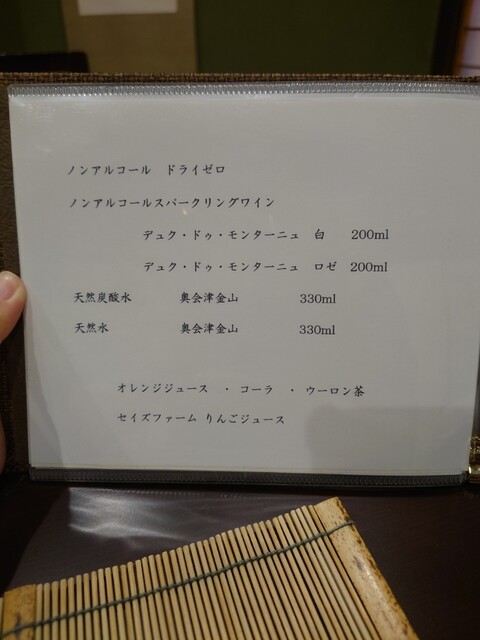 ノンアルコール ドライゼロ
ノンアルコールスパークリングワイン
デュク・ドゥ・モンターニュ 白 200ml
デュク・ドゥ・モンターニュ ロゼ 200ml
天然炭酸水 奥会津金山 330ml
天然水 奥会津金山 330ml
オレンジジュース ・ コーラ ・ ウーロン茶
セイズファーム りんごジュース